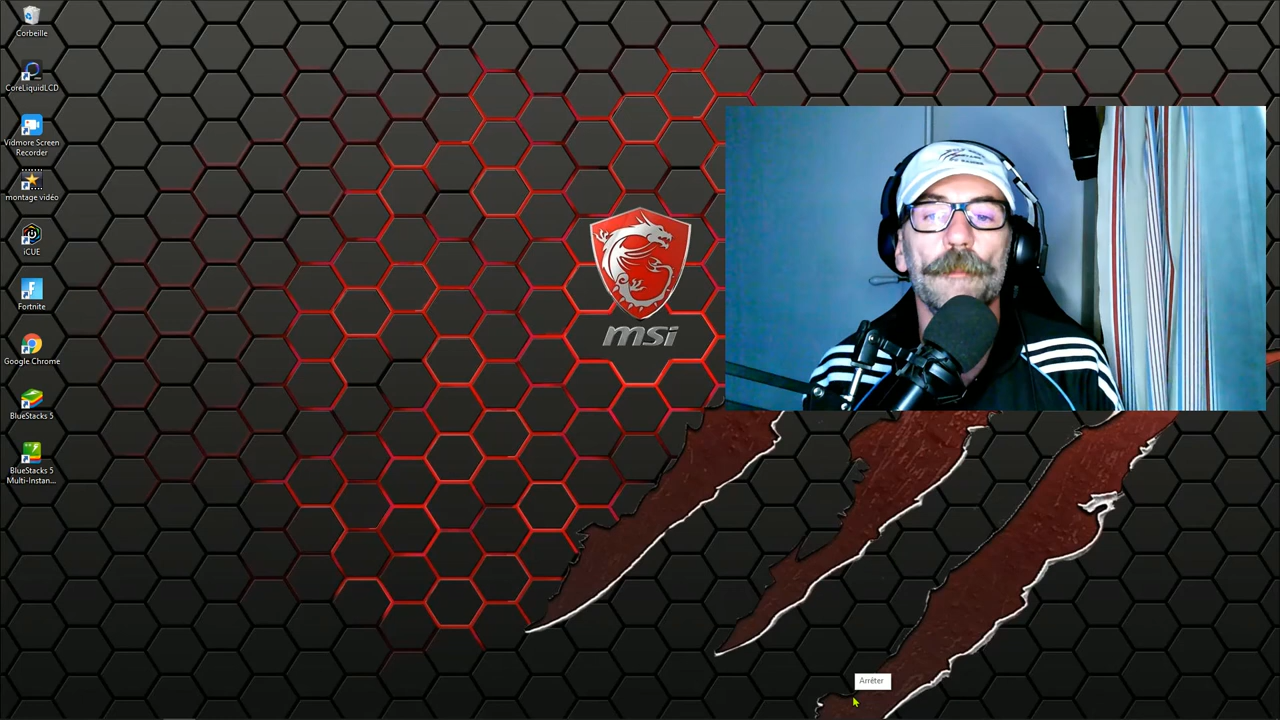 Corbeille
CoreLiquidLCD
Vidmore Screen
Recorder
montage vidéo
iCUE
Fortnite
Google Chrome
BlueStacks 5
BlueStacks 5
Multi-Instan...
msi
Arrêter